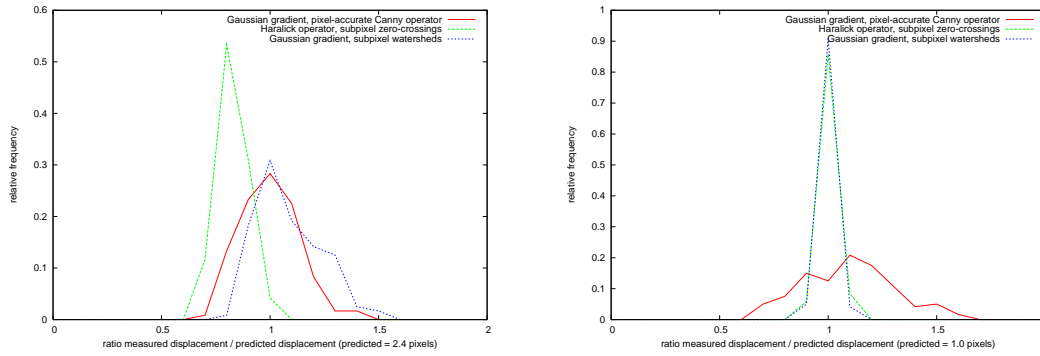 Gaussian gradient, pixel-accurate Canny operator
Haralick operator, subpixel zero-crossings
Gaussian gradient, subpixel watersheds
0.6
0.5
0.4
0.3
0.2
0.1
0
relative frequency
0 0.5 1 1.5 2
ratio measured displacement / predicted displacement (predicted = 2.4 pixels)
Gaussian gradient, pixel-accurate Canny operator
Haralick operator, subpixel zero-crossings
Gaussian gradient, subpixel watersheds
1
0.9
0.8
0.7
0.6
0.5
0.4
0.3
0.2
0.1
0
relative frequency
0 0.5 1 1.5
ratio measured displacement / predicted displacement (predicted = 1.0 pixels)